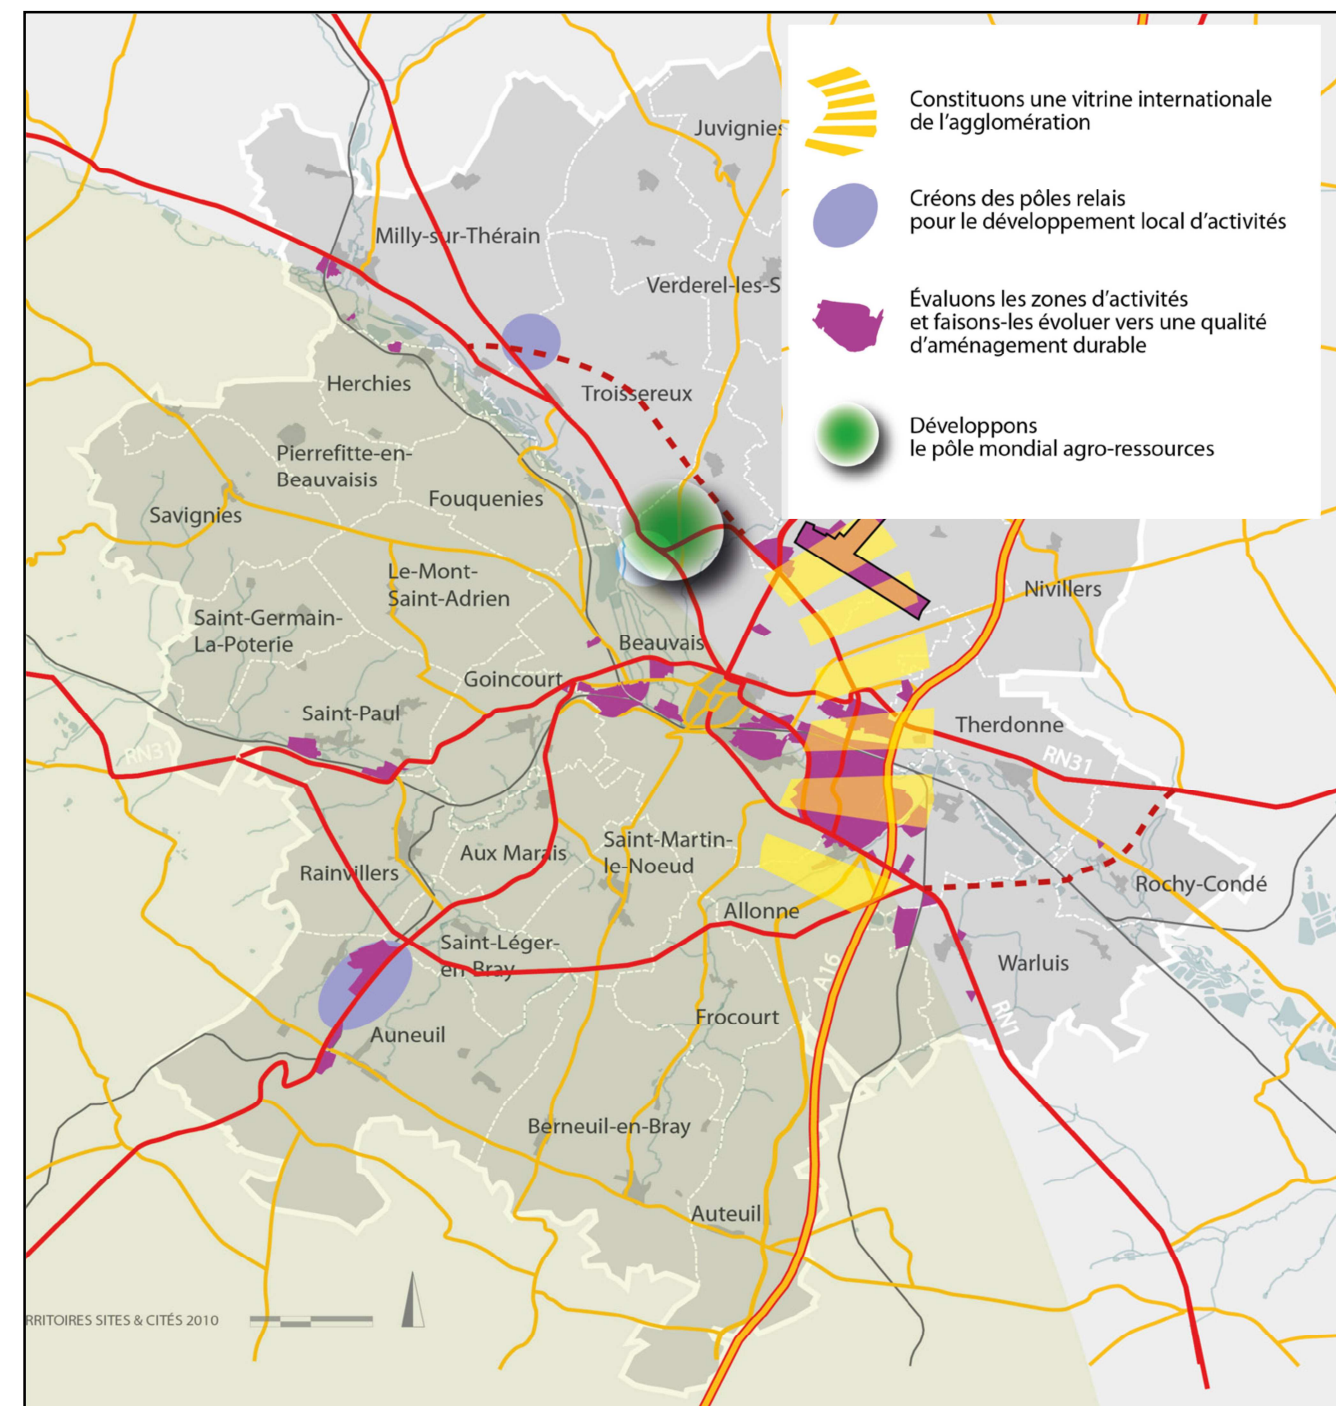 Constituons une vitrine internationale
de l'agglomération
Créons des pôles relais
pour le développement local d'activités
Évaluons les zones d'activités
et faisons-les évoluer vers une qualité
d'aménagement durable
Développons
le pôle mondial agro-ressources
Juvignies
Milly-sur-Thérain
Verderel-les-S
Herchies
Troissereux
Pierrefitte-en-
Beauvaisis
Fouquenies
Savignies
Le-Mont-
Saint-Adrien
Nivillers
Saint-Germain-
La-Poterie
Beauvais
Goincourt
Saint-Paul
Therdonne
RN31
RN31
Saint-Martin-
le-Noeud
Aux Marais
Rainvillers
Rochy-Condé
Allonne
Saint-Léger-
en-Bray
Warluis
A16
RN1
Frocourt
Auneuil
Berneuil-en-Bray
Auteuil
RRITOIRES SITES & CITÉS 2010